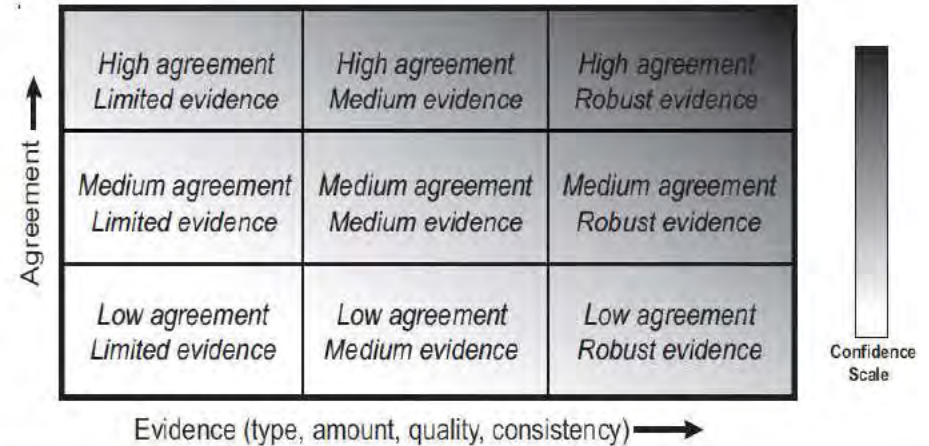 High agreement
Limited evidence
High agreement
Medium evidence
High agreement
Robust evidence
Agreement
Medium agreement
Limited evidence
Medium agreement
Medium evidence
Medium agreement
Robust evidence
Low agreement
Limited evidence
Low agreement
Medium evidence
Low agreement
Robust evidence
Confidence
Scale
Evidence (type, amount, quality, consistency)